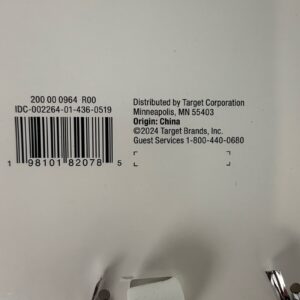 200 00 0964 R00
IDC-002264-01-436-0519
1 98101 82078 5
Distributed by Target Corporation
Minneapolis, MN 55403
Origin: China
©2024 Target Brands, Inc.
Guest Services 1-800-440-0680